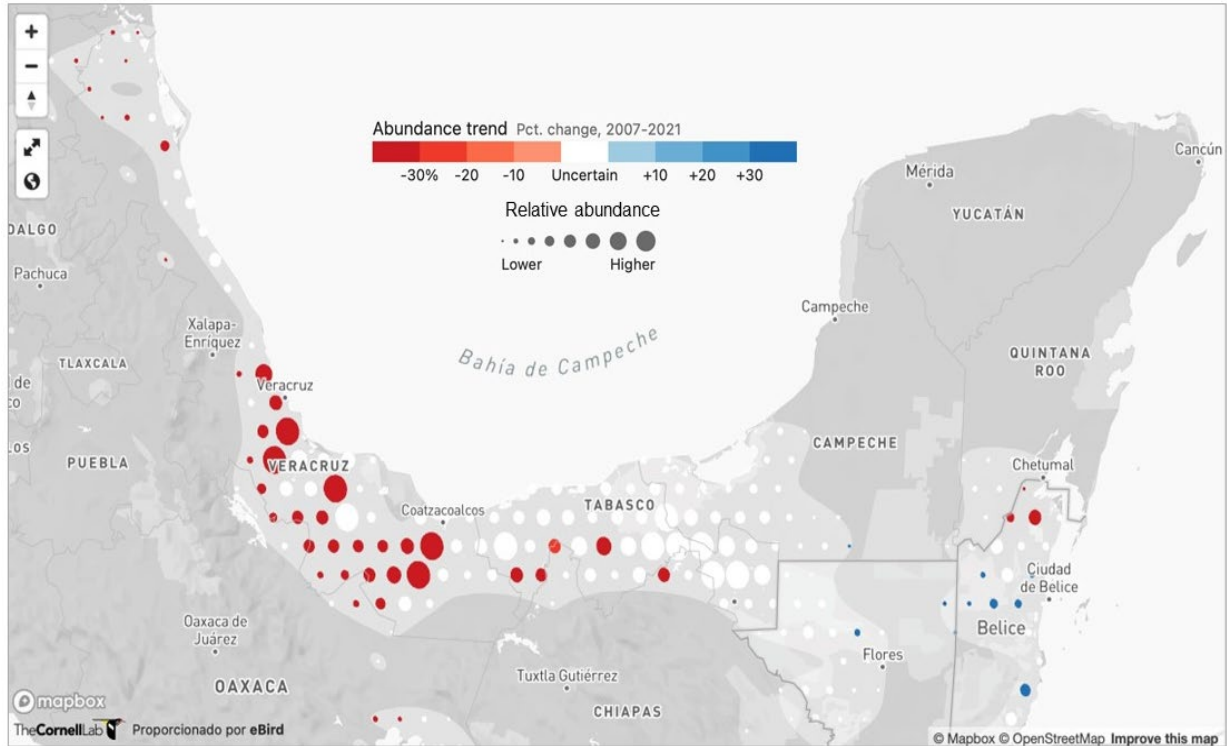 +
−
Abundance trend Pct. change, 2007-2021
-30% -20 -10 Uncertain +10 +20 +30
Relative abundance
Lower Higher
Cancún
Mérida
YUCATÁN
DALGO
Pachuca
Campeche
Xalapa-
Enríquez
Bahía de Campeche
QUINTANA
ROO
TLAXCALA
de
co
Veracruz
CAMPECHE
LOS
PUEBLA
VERACRUZ
Chetumal
Coatzacoalcos
TABASCO
Ciudad
de Belice
Oaxaca de
Juárez
Belice
Flores
Tuxtla Gutiérrez
OAXACA
CHIAPAS
mapbox
TheCornellLab Proporcionado por eBird
© Mapbox © OpenStreetMap Improve this map